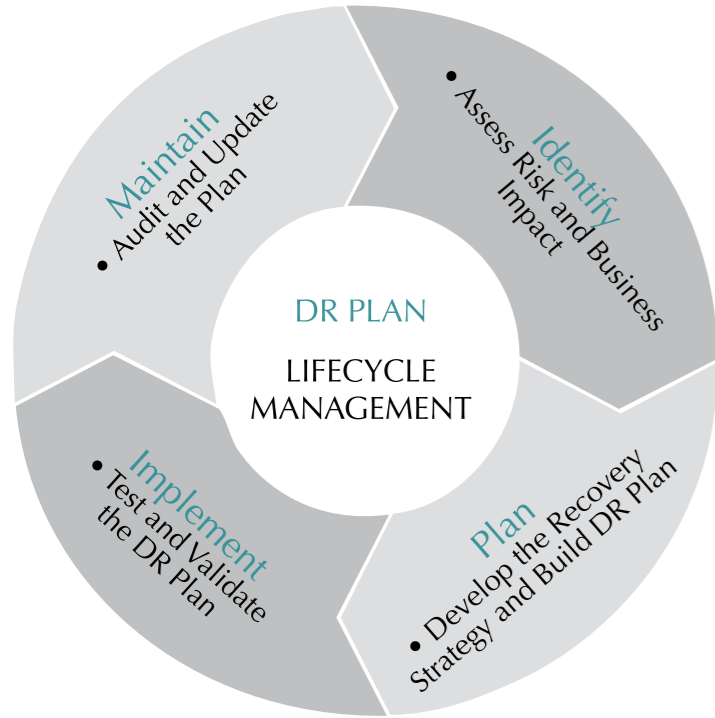 DR PLAN
LIFECYCLE
MANAGEMENT
Identify
• Assess Risk and Business
Impact
Plan
• Develop the Recovery
Strategy and Build DR Plan
Implement
• Test and Validate
the DR Plan
Maintain
• Audit and Update
the Plan